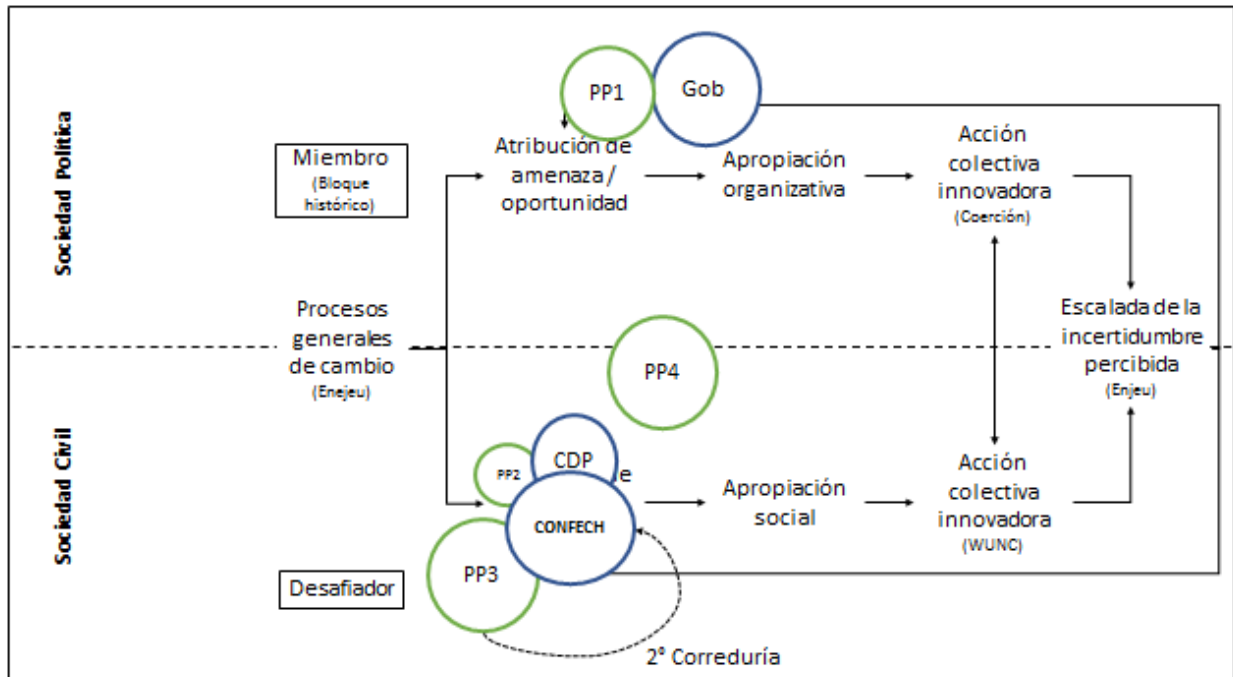 Sociedad Política
Miembro
(Bloque
histórico)
PP1
Gob
Atribución de
amenaza /
oportunidad
Apropiación
organizativa
Acción
colectiva
innovadora
(Coerción)
Procesos
generales
de cambio
(Enejeu)
PP4
Escalada de la
incertidumbre
percibida
(Enjeu)
Sociedad Civil
PP2
CDP
e
CONFECH
PP3
Apropiación
social
Acción
colectiva
innovadora
(WUNC)
Desafiador
2° Correduría